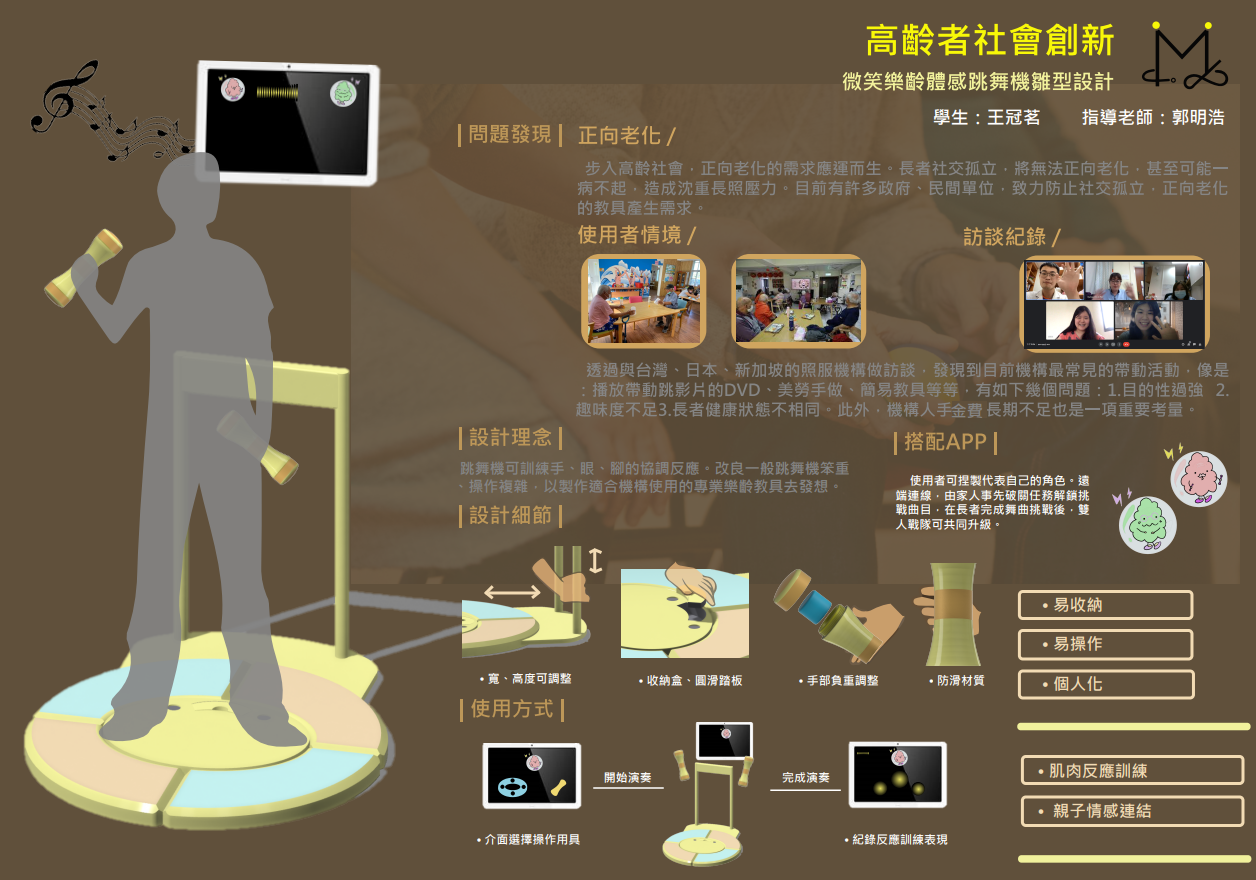 高齡者社會創新
微笑樂齡體感跳舞機雛型設計
學生：王冠茗　指導老師：郭明浩
問題發現
正向老化 /
步入高齡社會，正向老化的需求應運而生。長者社交孤立，將無法正向老化，甚至可能一
病不起，造成沈重長照壓力。目前有許多政府、民間單位，致力防止社交孤立，正向老化
的教具產生需求。
使用者情境 /
訪談紀錄 /
透過與台灣、日本、新加坡的照服機構做訪談，發現到目前機構最常見的帶動活動，像是
：播放帶動跳影片的DVD、美勞手做、簡易教具等等，有如下幾個問題：1.目的性過強 2.
趣味度不足3.長者健康狀態不相同。此外，機構人手金費 長期不足也是一項重要考量。
設計理念
跳舞機可訓練手、眼、腳的協調反應。改良一般跳舞機笨重
、操作複雜，以製作適合機構使用的專業樂齡教具去發想。
搭配APP
使用者可捏製代表自己的角色。遠
端連線，由家人事先破關任務解鎖挑
戰曲目，在長者完成舞曲挑戰後，雙
人戰隊可共同升級。
設計細節
• 寬、高度可調整
• 收納盒、圓滑踏板
• 手部負重調整
• 防滑材質
• 易收納
• 易操作
• 個人化
使用方式
開始演奏
完成演奏
• 介面選擇操作用具
• 紀錄反應訓練表現
• 肌肉反應訓練
• 親子情感連結